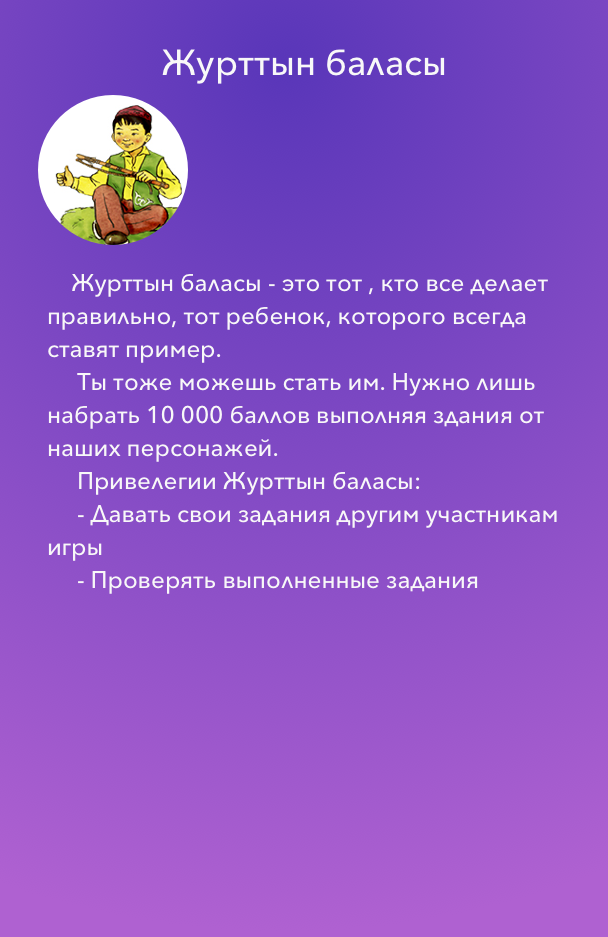 Журттын баласы
Журттын баласы - это тот , кто все делает
правильно, тот ребенок, которого всегда
ставят пример.
Ты тоже можешь стать им. Нужно лишь
набрать 10 000 баллов выполняя здания от
наших персонажей.
Привелегии Журттын баласы:
- Давать свои задания другим участникам
игры
- Проверять выполненные задания